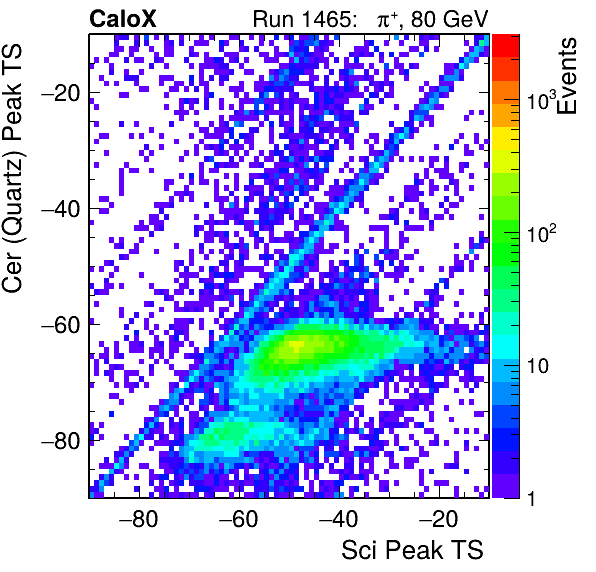 CaloX Run 1465: π⁺, 80 GeV
Cer (Quartz) Peak TS
−20
−40
−60
−80
−80 −60 −40 −20
Sci Peak TS
Events
10³
10²
10
1